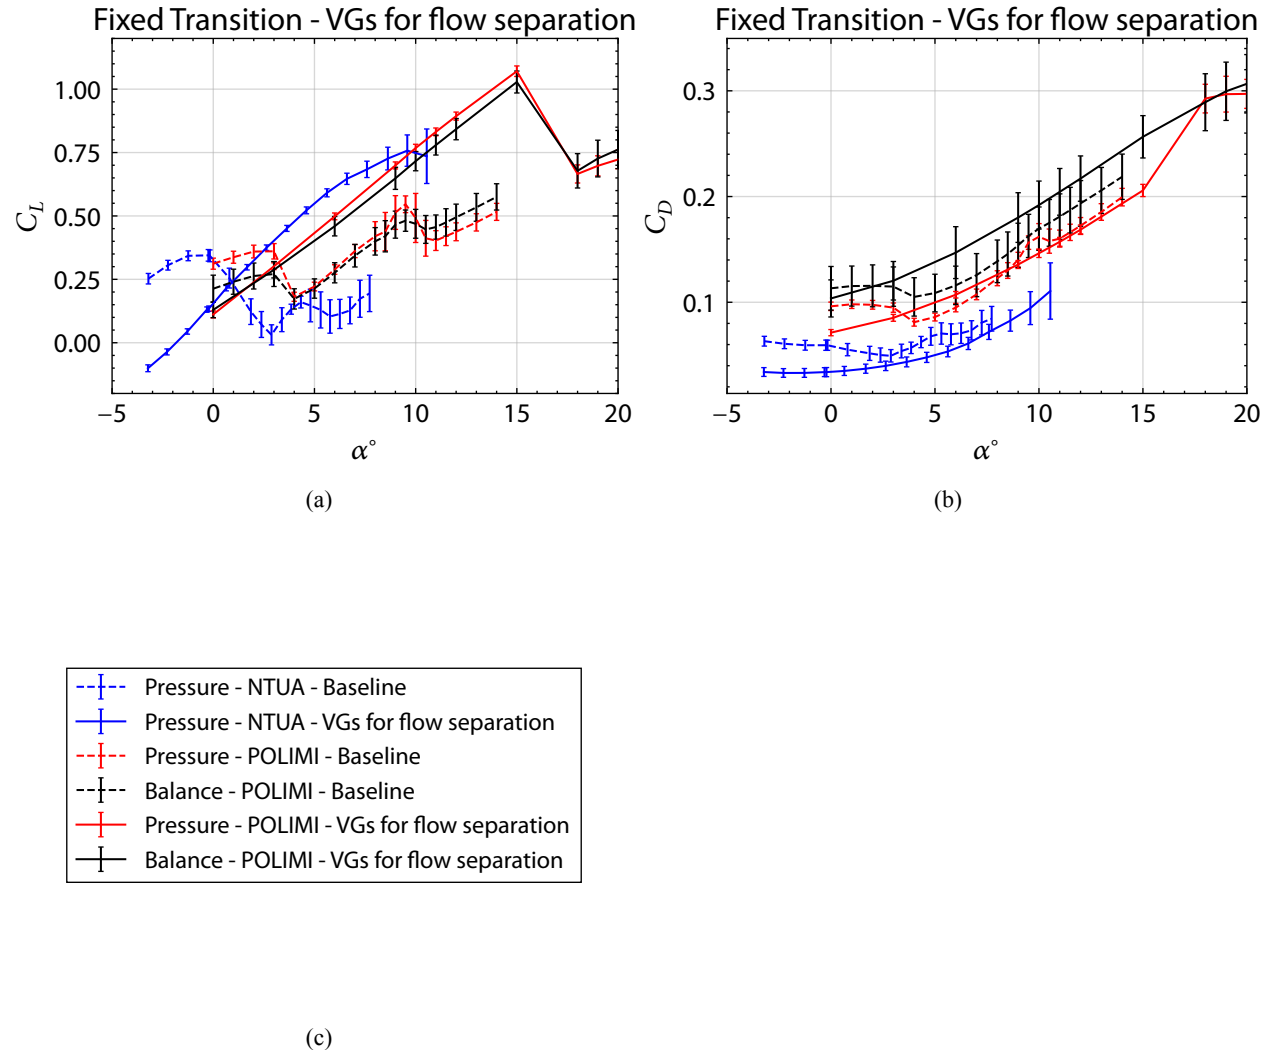 Fixed Transition - VGs for flow separation
C_L
1.00
0.75
0.50
0.25
0.00
−5 0 5 10 15 20
α°
(a)
Fixed Transition - VGs for flow separation
C_D
0.3
0.2
0.1
−5 0 5 10 15 20
α°
(b)
Pressure - NTUA - Baseline
Pressure - NTUA - VGs for flow separation
Pressure - POLIMI - Baseline
Balance - POLIMI - Baseline
Pressure - POLIMI - VGs for flow separation
Balance - POLIMI - VGs for flow separation
(c)